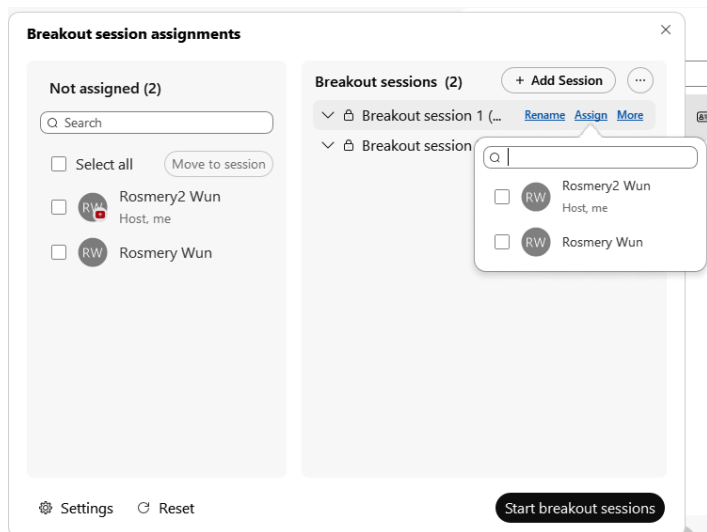 Breakout session assignments
Not assigned (2)
Search
Select all
Move to session
RW
Rosmery2 Wun
Host, me
RW
Rosmery Wun
Breakout sessions (2)
+ Add Session
...
Breakout session 1 (...
Rename
Assign
More
Breakout session
RW
Rosmery2 Wun
Host, me
RW
Rosmery Wun
Settings
Reset
Start breakout sessions